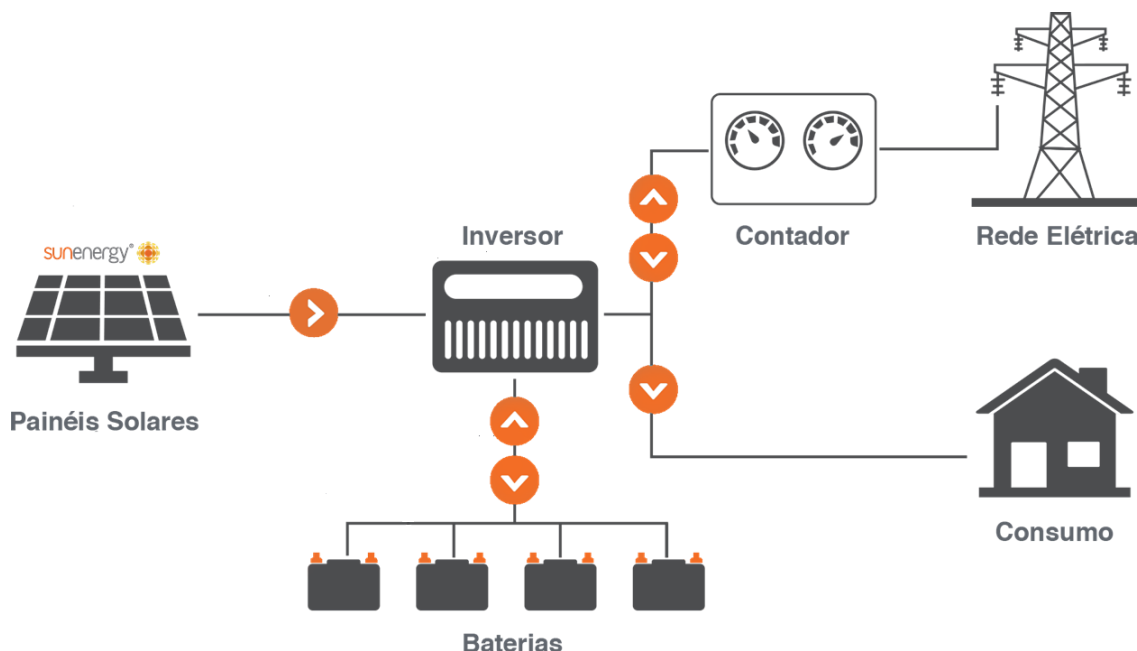 sunenergy®
Painéis Solares
Inversor
Contador
Rede Elétrica
Consumo
Baterias